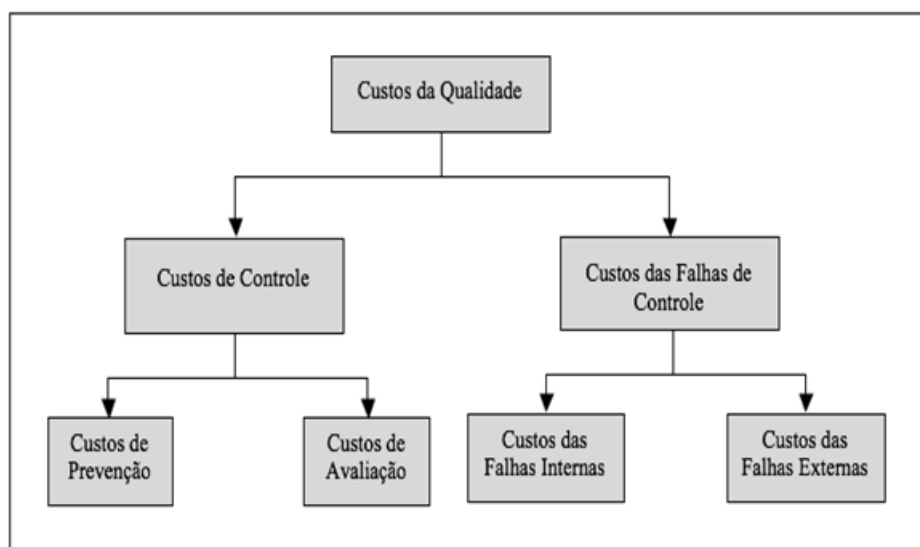 Custos da Qualidade
Custos de Controle
Custos das Falhas de
Controle
Custos de
Prevenção
Custos de
Avaliação
Custos das
Falhas Internas
Custos das
Falhas Externas